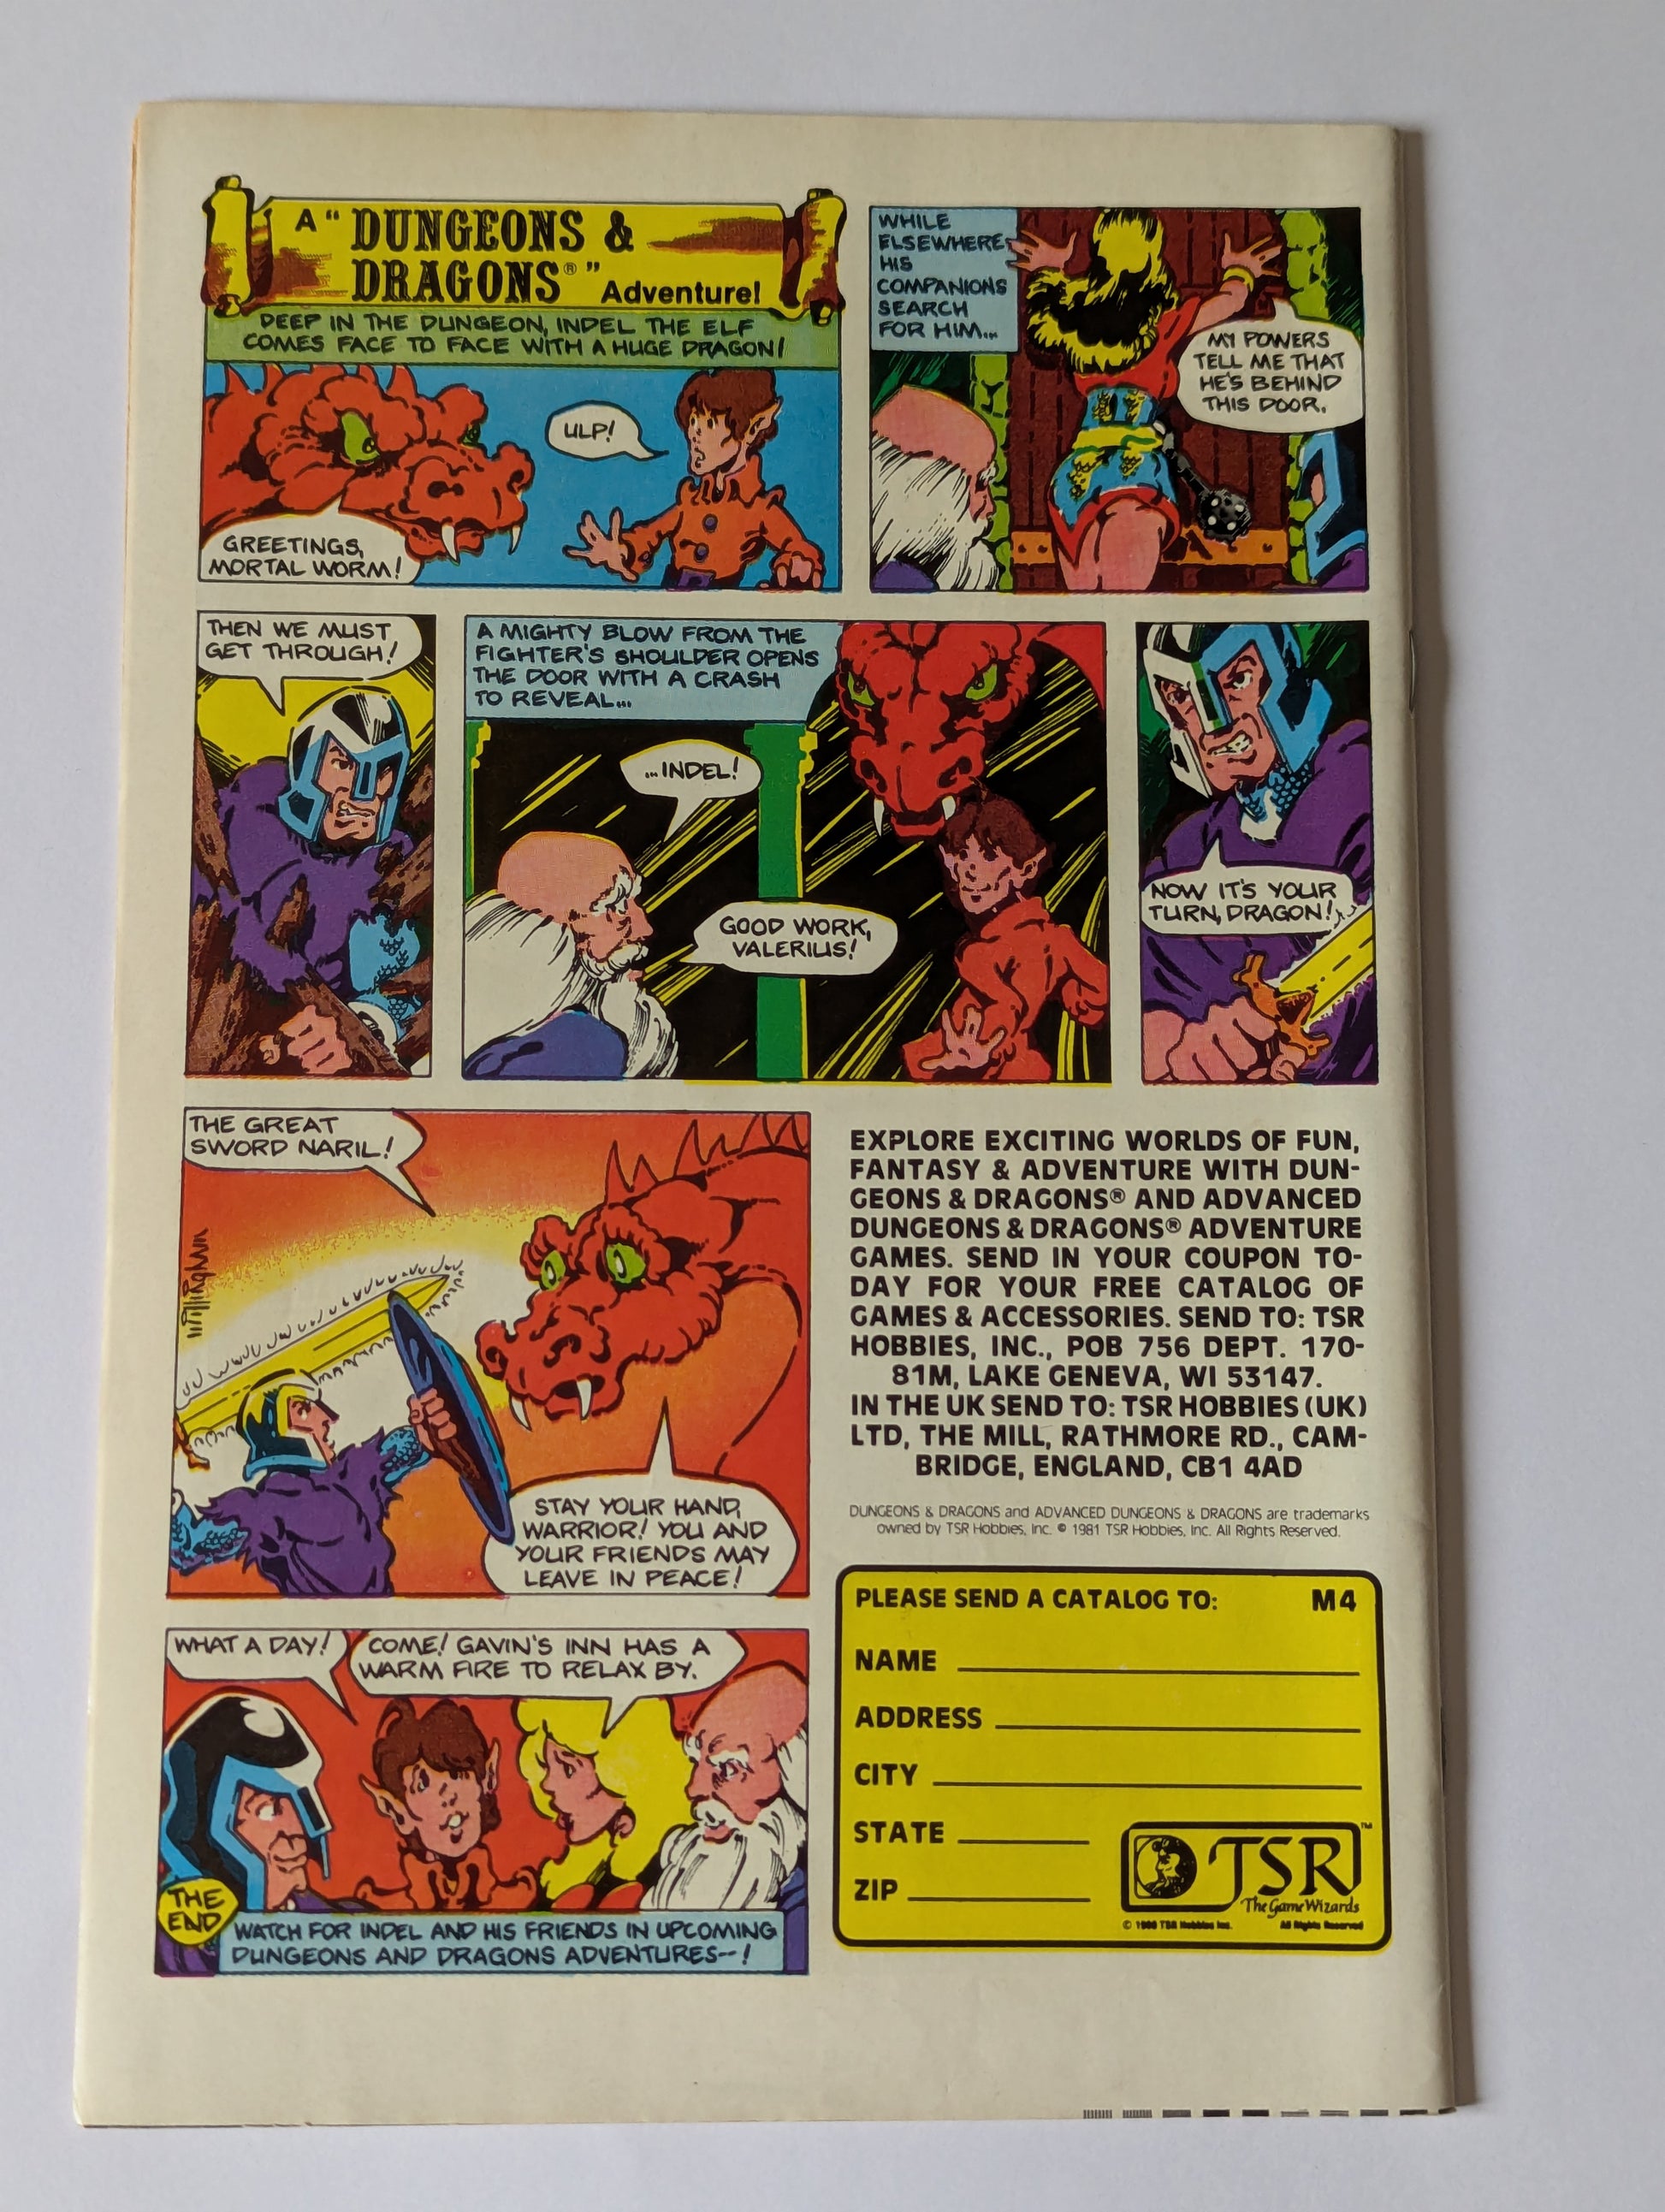 A "DUNGEONS &
DRAGONS® "Adventure!
DEEP IN THE DUNGEON, INDEL THE ELF
COMES FACE TO FACE WITH A HUGE DRAGON!
ULP!
GREETINGS,
MORTAL WORM!
WHILE
ELSEWHERE
HIS
COMPANIONS
SEARCH
FOR HIM...
MY POWERS
TELL ME THAT
HE'S BEHIND
THIS DOOR.
THEN WE MUST
GET THROUGH!
A MIGHTY BLOW FROM THE
FIGHTER'S SHOULDER OPENS
THE DOOR WITH A CRASH
TO REVEAL...
...INDEL!
GOOD WORK,
VALERIUS!
NOW IT'S YOUR
TURN, DRAGON!
THE GREAT
SWORD NARIL!
Willingham
STAY YOUR HAND,
WARRIOR! YOU AND
YOUR FRIENDS MAY
LEAVE IN PEACE!
WHAT A DAY!
COME! GAVIN'S INN HAS A
WARM FIRE TO RELAX BY.
THE
END
WATCH FOR INDEL AND HIS FRIENDS IN UPCOMING
DUNGEONS AND DRAGONS ADVENTURES--!
EXPLORE EXCITING WORLDS OF FUN,
FANTASY & ADVENTURE WITH DUN-
GEONS & DRAGONS® AND ADVANCED
DUNGEONS & DRAGONS® ADVENTURE
GAMES. SEND IN YOUR COUPON TO-
DAY FOR YOUR FREE CATALOG OF
GAMES & ACCESSORIES. SEND TO: TSR
HOBBIES, INC., POB 756 DEPT. 170-
81M, LAKE GENEVA, WI 53147.
IN THE UK SEND TO: TSR HOBBIES (UK)
LTD, THE MILL, RATHMORE RD., CAM-
BRIDGE, ENGLAND, CB1 4AD
DUNGEONS & DRAGONS and ADVANCED DUNGEONS & DRAGONS are trademarks
owned by TSR Hobbies, Inc. © 1981 TSR Hobbies, Inc. All Rights Reserved.
PLEASE SEND A CATALOG TO: M4
NAME
ADDRESS
CITY
STATE
ZIP
TSR™
The Game Wizards
© 1980 TSR Hobbies Inc. All Rights Reserved